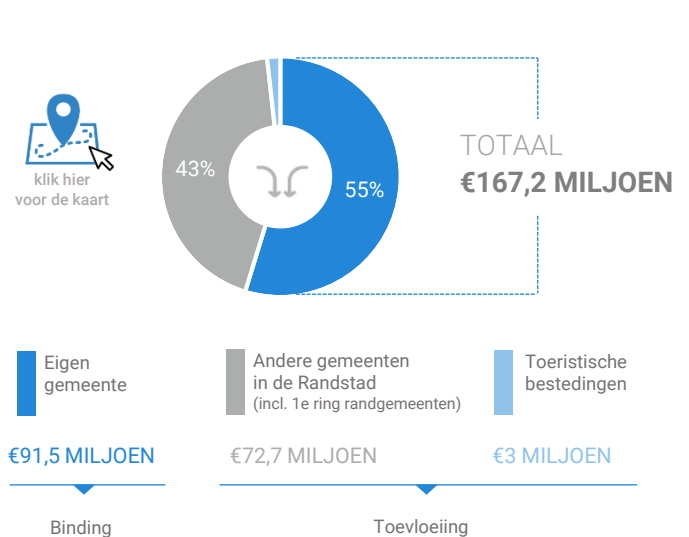 43%
55%
klik hier
voor de kaart
TOTAAL
€167,2 MILJOEN
Eigen
gemeente
Andere gemeenten
in de Randstad
(incl. 1e ring randgemeenten)
Toeristische
bestedingen
€91,5 MILJOEN
€72,7 MILJOEN
€3 MILJOEN
Binding
Toevloeiing